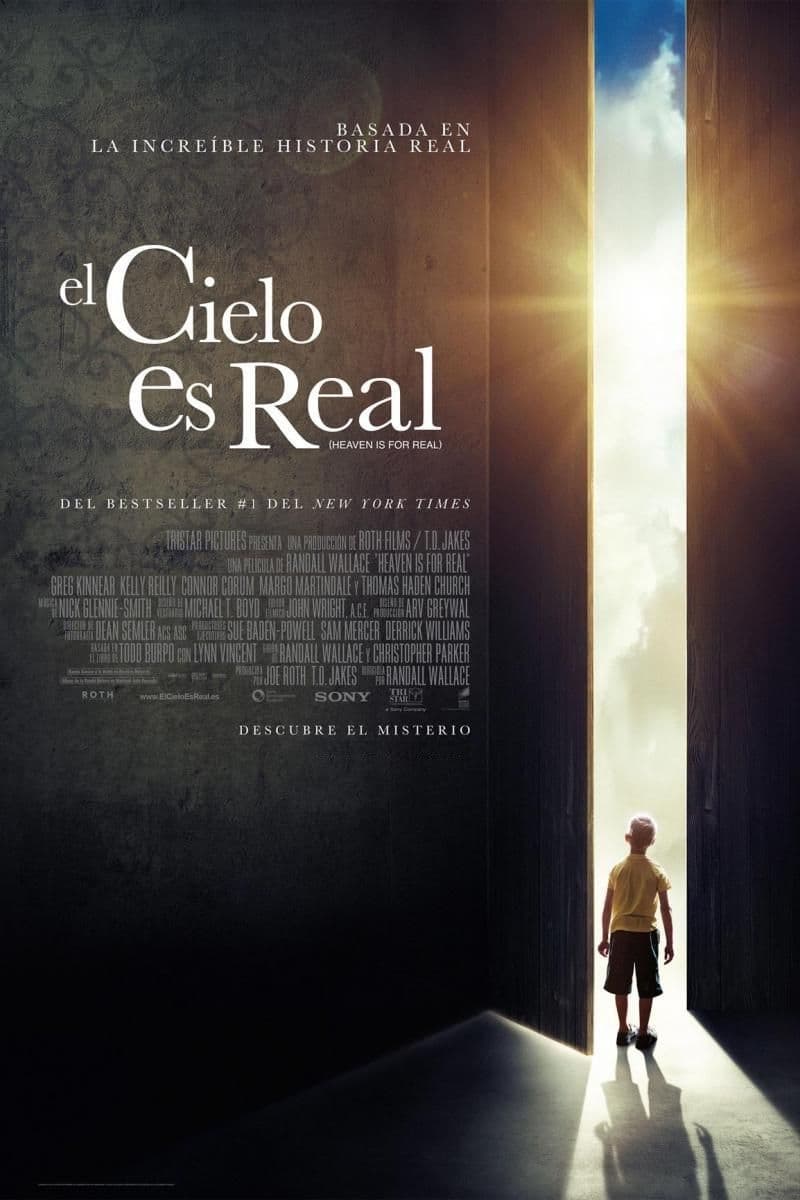 BASADA EN
LA INCREÍBLE HISTORIA REAL
el Cielo
es Real
(HEAVEN IS FOR REAL)
DEL BESTSELLER #1 DEL NEW YORK TIMES
TRISTAR PICTURES PRESENTA UNA PRODUCCIÓN DE ROTH FILMS / T.D. JAKES
UNA PELÍCULA DE RANDALL WALLACE "HEAVEN IS FOR REAL"
GREG KINNEAR KELLY REILLY CONNOR CORUM MARGO MARTINDALE Y THOMAS HADEN CHURCH
MÚSICA NICK GLENNIE-SMITH DISEÑO DE VESTUARIO MICHAEL T. BOYD JOHN WRIGHT, A.C.E. DISEÑO DE PRODUCCIÓN ARV GREYWAL
DIRECTOR DE FOTOGRAFÍA DEAN SEMLER ACS ASC PRODUCTORES EJECUTIVOS SUE BADEN-POWELL SAM MERCER DERRICK WILLIAMS
BASADA EN EL LIBRO DE TODD BURPO CON LYNN VINCENT GUIÓN DE RANDALL WALLACE Y CHRISTOPHER PARKER
PRODUCIDA POR JOE ROTH T.D. JAKES DIRIGIDA POR RANDALL WALLACE
ROTH www.ElCieloEsReal.es SONY TRI STAR
a Sony Company
DESCUBRE EL MISTERIO